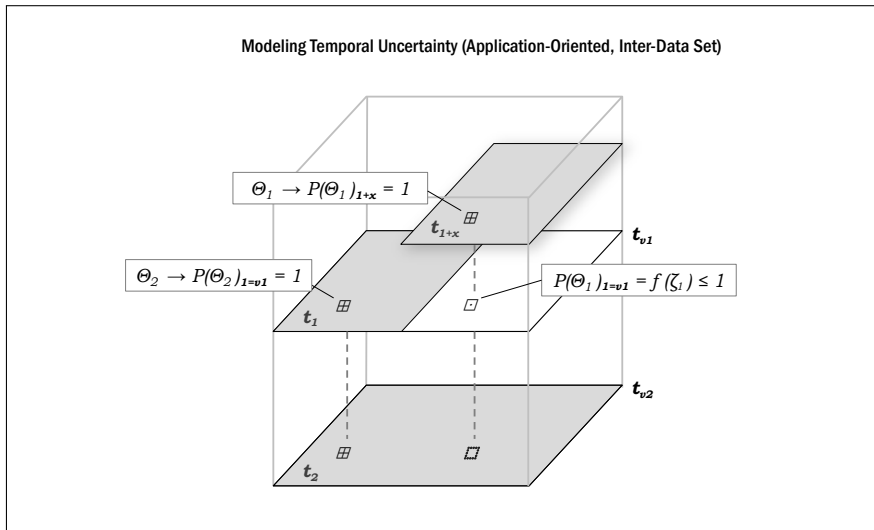 Modeling Temporal Uncertainty (Application-Oriented, Inter-Data Set)
Θ₁ → P(Θ₁)₁₊ₓ = 1
t₁₊ₓ
tᵥ₁
Θ₂ → P(Θ₂)₁₌ᵥ₁ = 1
P(Θ₁)₁₌ᵥ₁ = f(ζ₁) ≤ 1
t₁
tᵥ₂
t₂